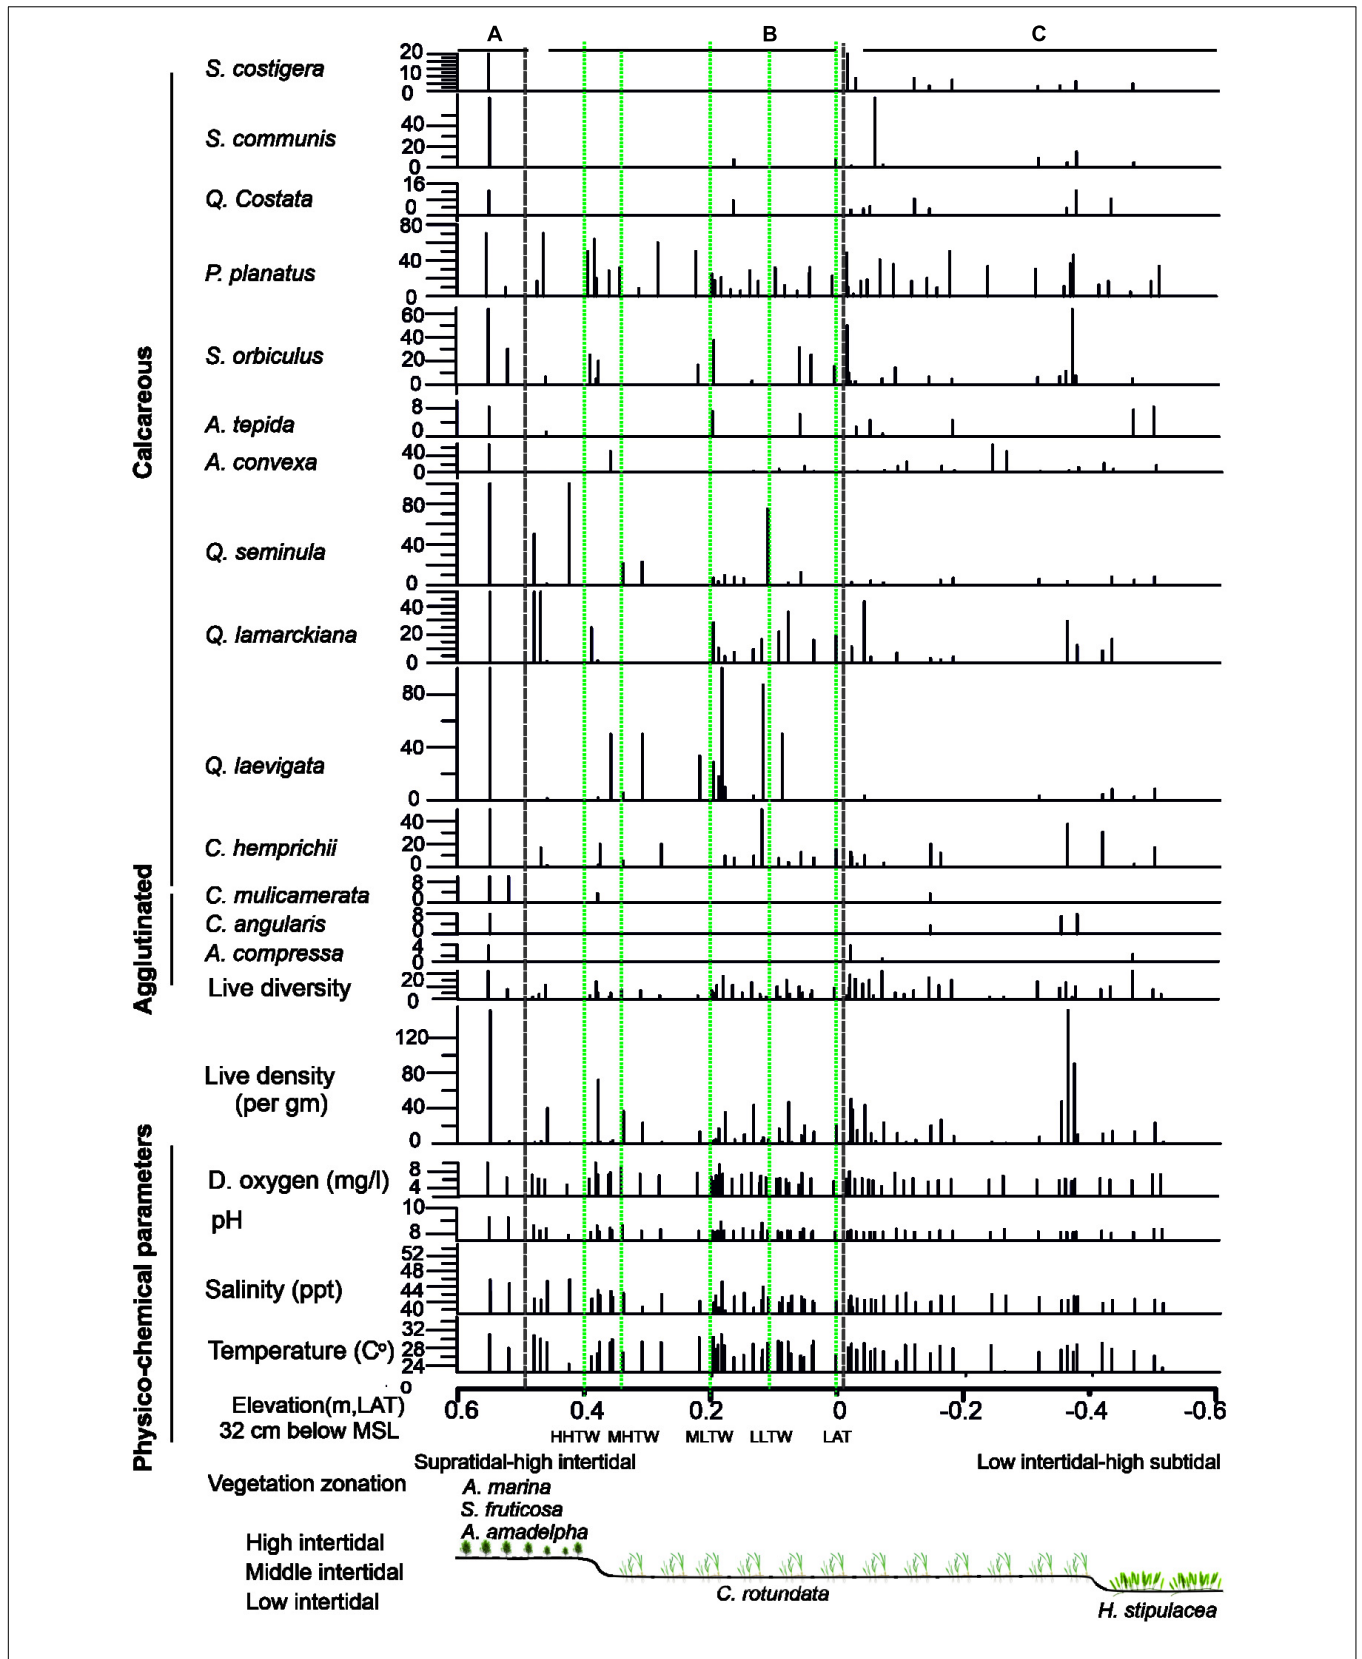 A B C
S. costigera 20 10 0
S. communis 40 20 0
Q. Costata 16 0
P. planatus 80 40 0
S. orbiculus 60 40 20 0
A. tepida 8 0
A. convexa 40 0
Q. seminula 80 40 0
Q. lamarckiana 40 20 0
Q. laevigata 80 40 0
C. hemprichii 40 20 0
C. mulicamerata 8 0
C. angularis 8 0
A. compressa 4 0
Live diversity 20 0
Live density
(per gm)
120 80 40 0
D. oxygen (mg/l) 8 4
pH 10 8
Salinity (ppt) 52 48 44 40
Temperature (Cº) 32 28 24
0
Calcareous
Agglutinated
Physico-chemical parameters
Elevation(m,LAT)
32 cm below MSL
0.6 0.4 0.2 0 -0.2 -0.4 -0.6
HHTW MHTW MLTW LLTW LAT
Supratidal-high intertidal Low intertidal-high subtidal
Vegetation zonation
A. marina
S. fruticosa
A. amadelpha
High intertidal
Middle intertidal
Low intertidal
C. rotundata
H. stipulacea